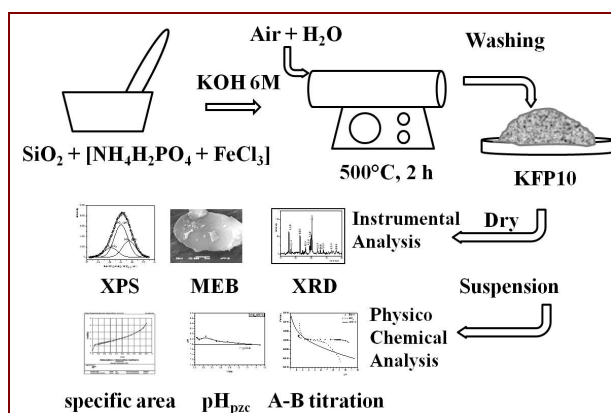 Air + H₂O
Washing
KOH 6M
SiO₂ + [NH₄H₂PO₄ + FeCl₃]
500°C, 2 h
KFP10
Instrumental
Analysis
Dry
XPS
MEB
XRD
Suspension
Physico
Chemical
Analysis
specific area
pHpzc
A-B titration